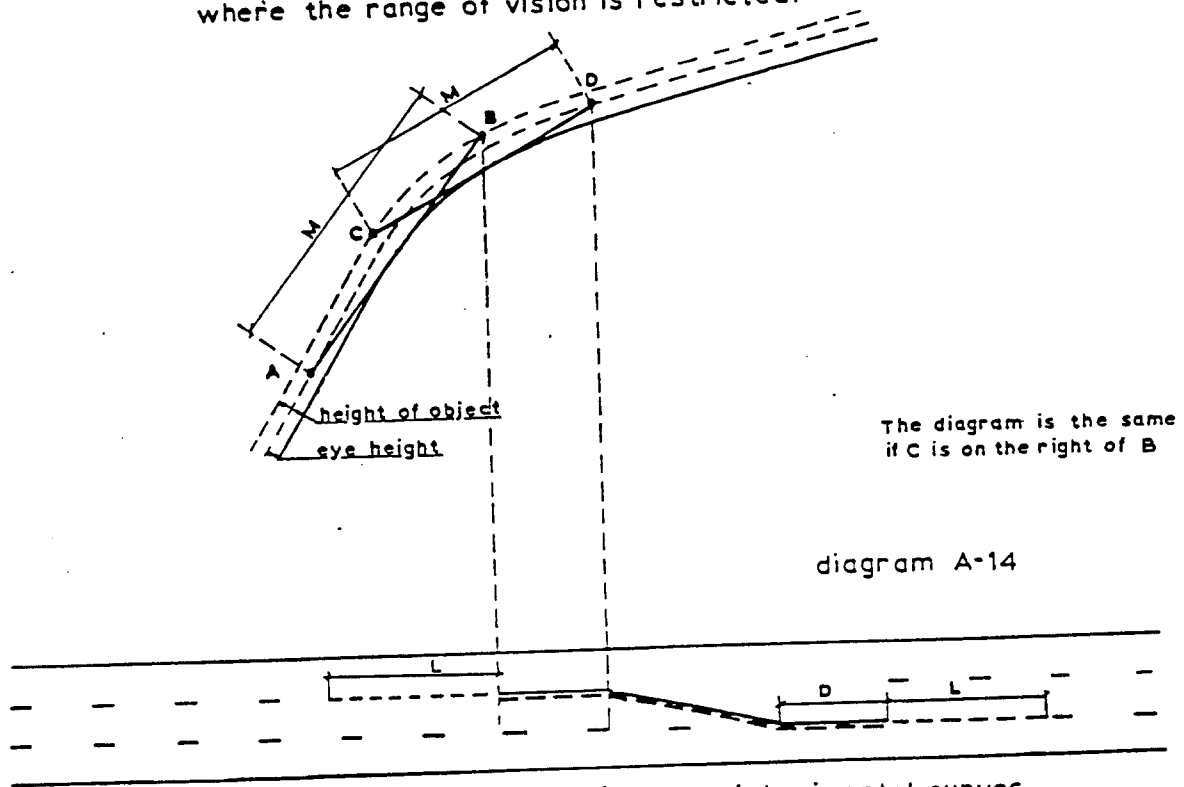 where the range of vision is restricted.
M
D
B
M
C
A
height of object
eye height
The diagram is the same
if C is on the right of B
diagram A-14
L
D
L
curves